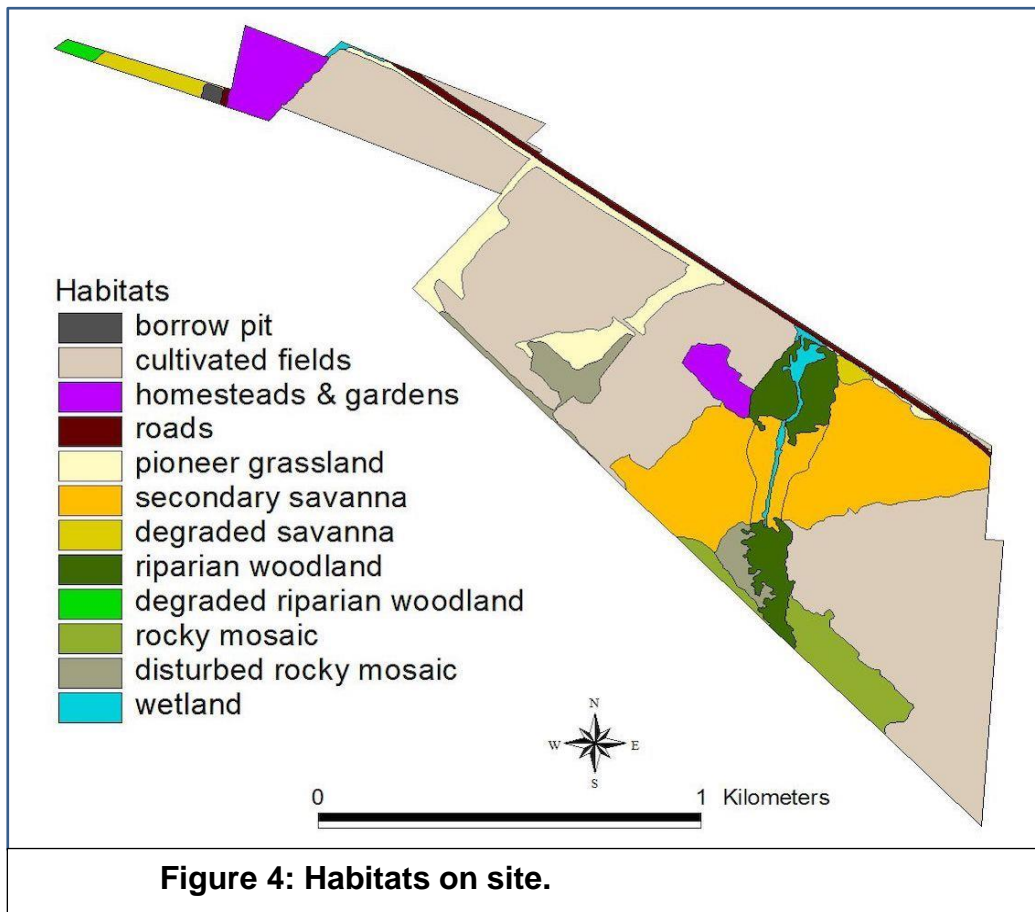 Habitats
borrow pit
cultivated fields
homesteads & gardens
roads
pioneer grassland
secondary savanna
degraded savanna
riparian woodland
degraded riparian woodland
rocky mosaic
disturbed rocky mosaic
wetland
N
W E
S
0 1 Kilometers
Figure 4: Habitats on site.